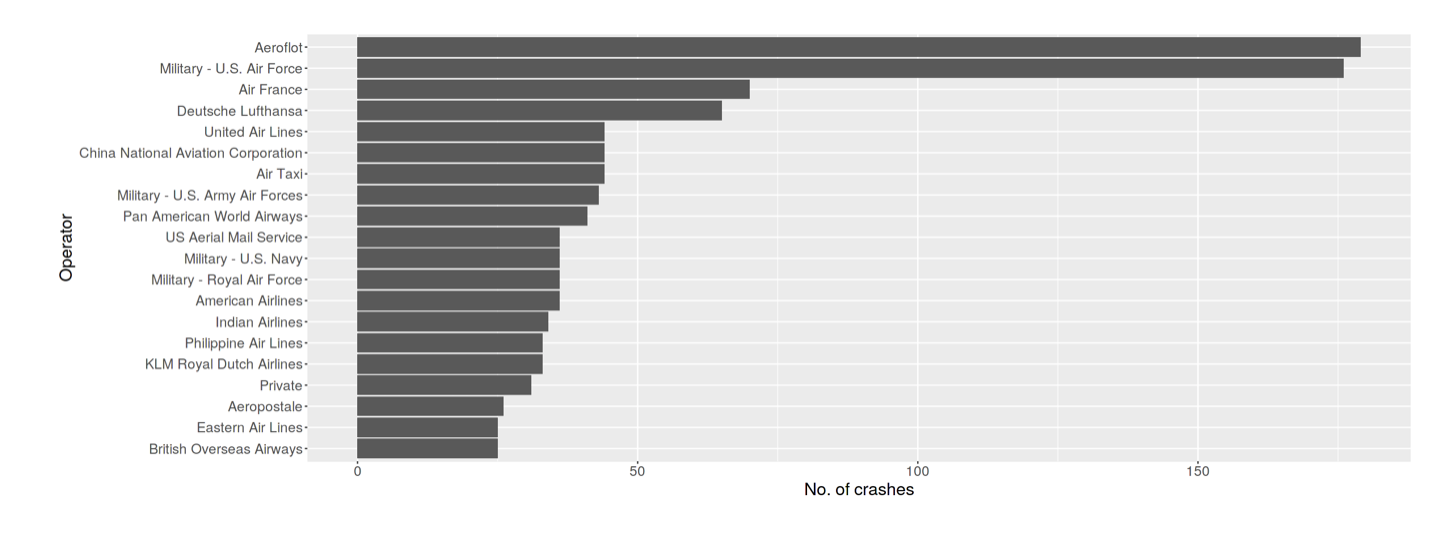 Aeroflot
Military - U.S. Air Force
Air France
Deutsche Lufthansa
United Air Lines
China National Aviation Corporation
Air Taxi
Military - U.S. Army Air Forces
Pan American World Airways
US Aerial Mail Service
Military - U.S. Navy
Military - Royal Air Force
American Airlines
Indian Airlines
Philippine Air Lines
KLM Royal Dutch Airlines
Private
Aeropostale
Eastern Air Lines
British Overseas Airways
Operator
0 50 100 150
No. of crashes